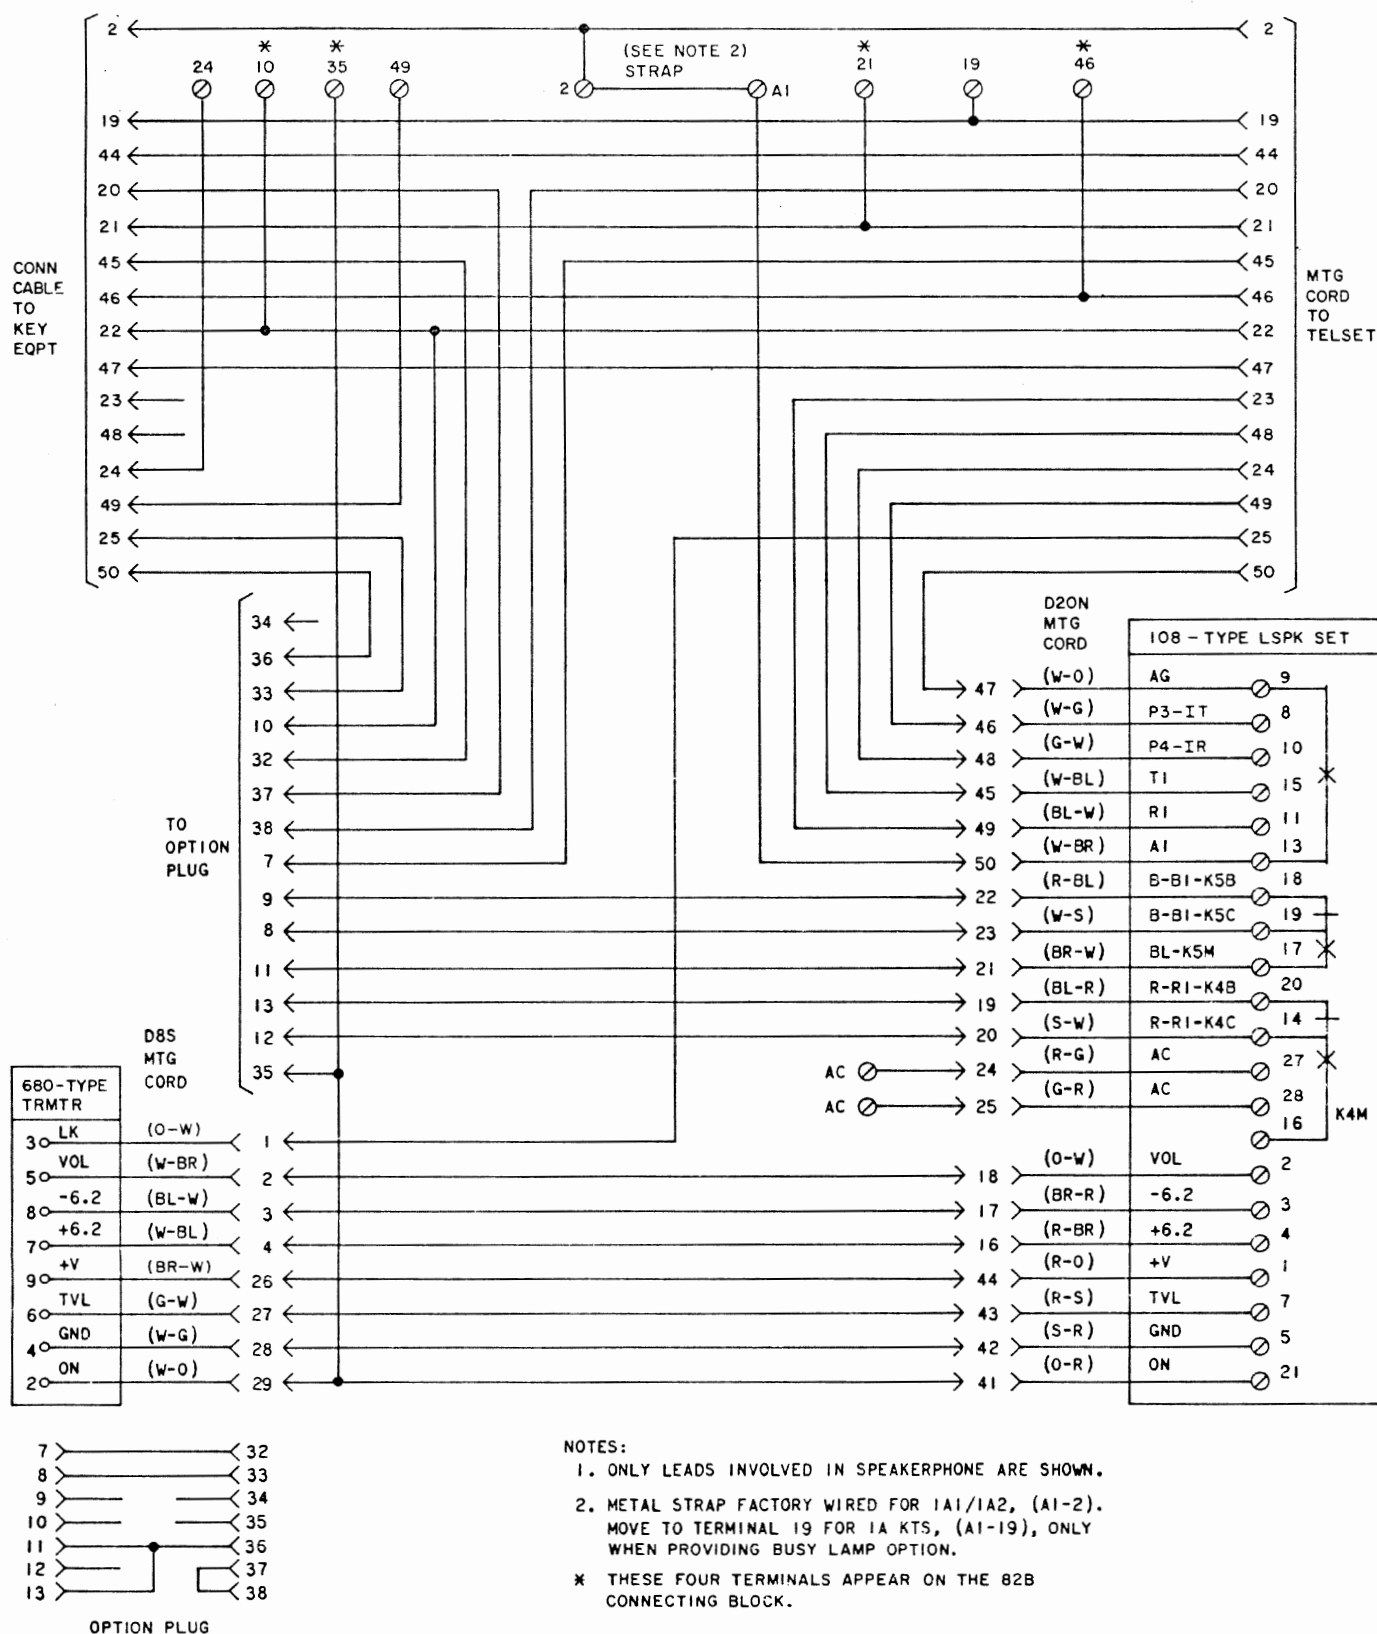 2 2
(SEE NOTE 2)
* * * *
24 10 35 49 STRAP 21 19 46
2 A1
19 19
44 44
20 20
21 21
45 45
46 46
22 22
47 47
23 23
48 48
24 24
49 49
25 25
50 50
CONN
CABLE
TO
KEY
EQPT
MTG
CORD
TO
TELSET
34
36
33
10
32
37
38
7
9
8
11
13
12
35
TO
OPTION
PLUG
D20N
MTG
CORD
108-TYPE LSPK SET
47 (W-O) AG 9
46 (W-G) P3-IT 8
48 (G-W) P4-IR 10
45 (W-BL) T1 15
49 (BL-W) R1 11
50 (W-BR) A1 13
22 (R-BL) B-B1-K5B 18
23 (W-S) B-B1-K5C 19
21 (BR-W) BL-K5M 17
19 (BL-R) R-R1-K4B 20
20 (S-W) R-R1-K4C 14
AC 24 (R-G) AC 27
AC 25 (G-R) AC 28
16
K4M
18 (O-W) VOL 2
17 (BR-R) -6.2 3
16 (R-BR) +6.2 4
44 (R-O) +V 1
43 (R-S) TVL 7
42 (S-R) GND 5
41 (O-R) ON 21
D8S
MTG
CORD
680-TYPE
TRMTR
3 LK (O-W) 1
5 VOL (W-BR) 2
8 -6.2 (BL-W) 3
7 +6.2 (W-BL) 4
9 +V (BR-W) 26
6 TVL (G-W) 27
4 GND (W-G) 28
2 ON (W-O) 29
7 32
8 33
9 34
10 35
11 36
12 37
13 38
OPTION PLUG
NOTES:
1. ONLY LEADS INVOLVED IN SPEAKERPHONE ARE SHOWN.
2. METAL STRAP FACTORY WIRED FOR 1A1/1A2, (A1-2).
MOVE TO TERMINAL 19 FOR 1A KTS, (A1-19), ONLY
WHEN PROVIDING BUSY LAMP OPTION.
* THESE FOUR TERMINALS APPEAR ON THE 82B
CONNECTING BLOCK.